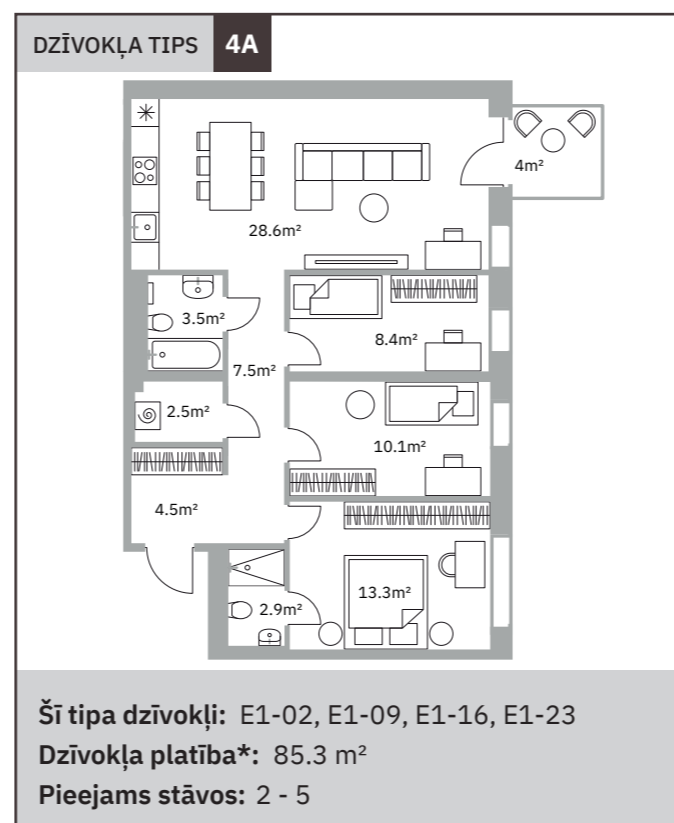 DZĪVOKĻA TIPS 4A
4m²
28.6m²
3.5m²
8.4m²
7.5m²
2.5m²
10.1m²
4.5m²
13.3m²
2.9m²
Šī tipa dzīvokļi: E1-02, E1-09, E1-16, E1-23
Dzīvokļa platība*: 85.3 m²
Pieejams stāvos: 2 - 5